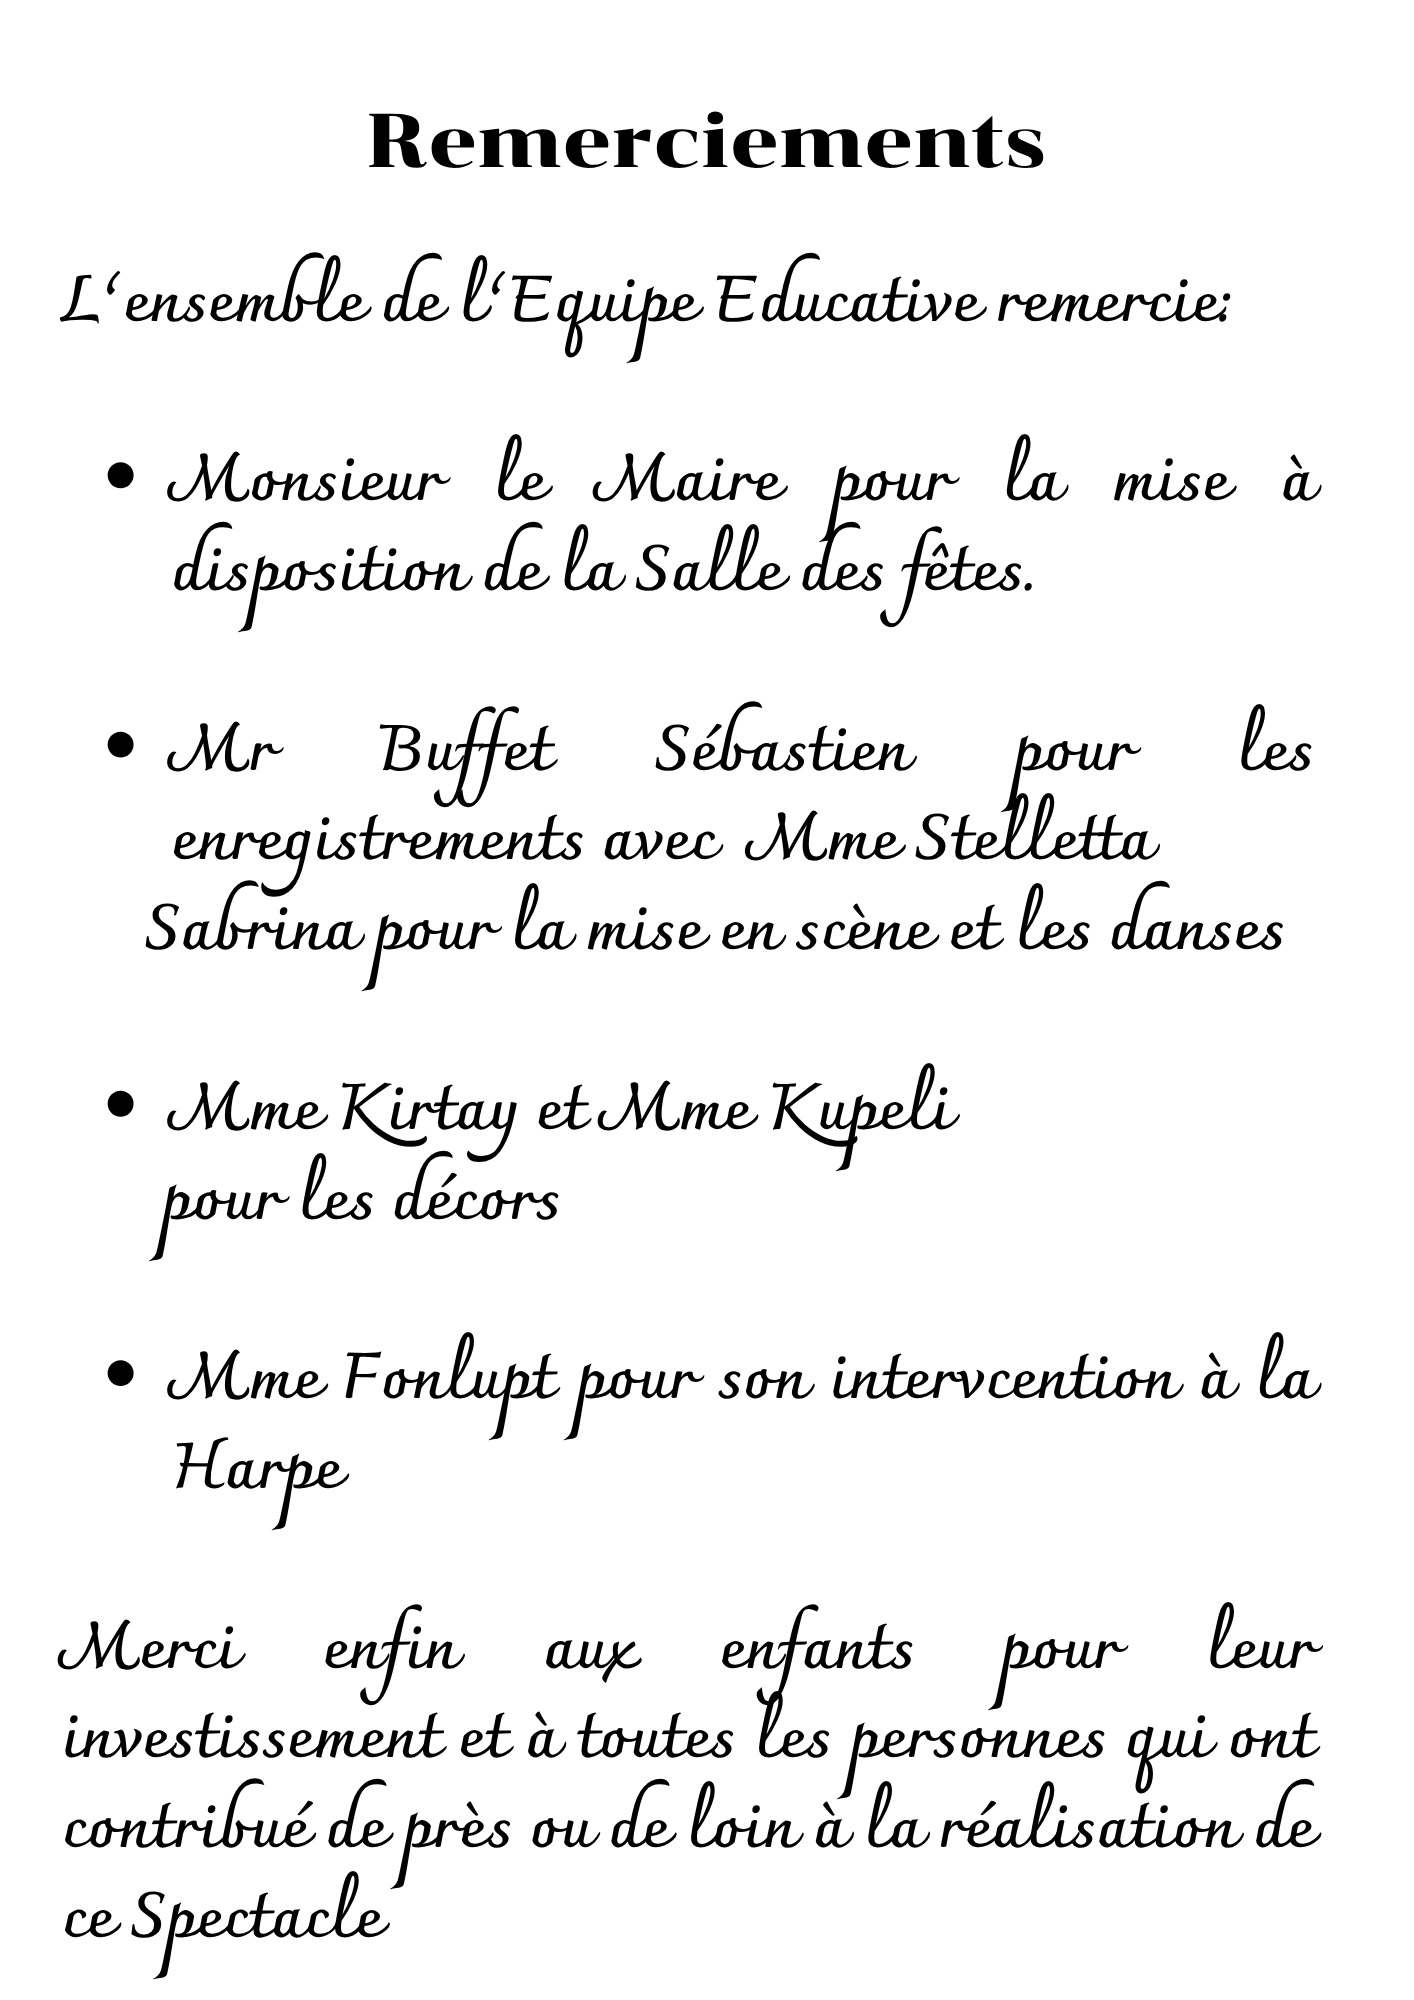 Remerciements
L‘ensemble de l‘Equipe Educative remercie:
• Monsieur le Maire pour la mise à
disposition de la Salle des fêtes.
• Mr Buffet Sébastien pour les
enregistrements avec Mme Stelletta
Sabrina pour la mise en scène et les danses
• Mme Kirtay et Mme Kupeli
pour les décors
• Mme Fonlupt pour son intervcention à la
Harpe
Merci enfin aux enfants pour leur
investissement et à toutes les personnes qui ont
contribué de près ou de loin à la réalisation de
ce Spectacle